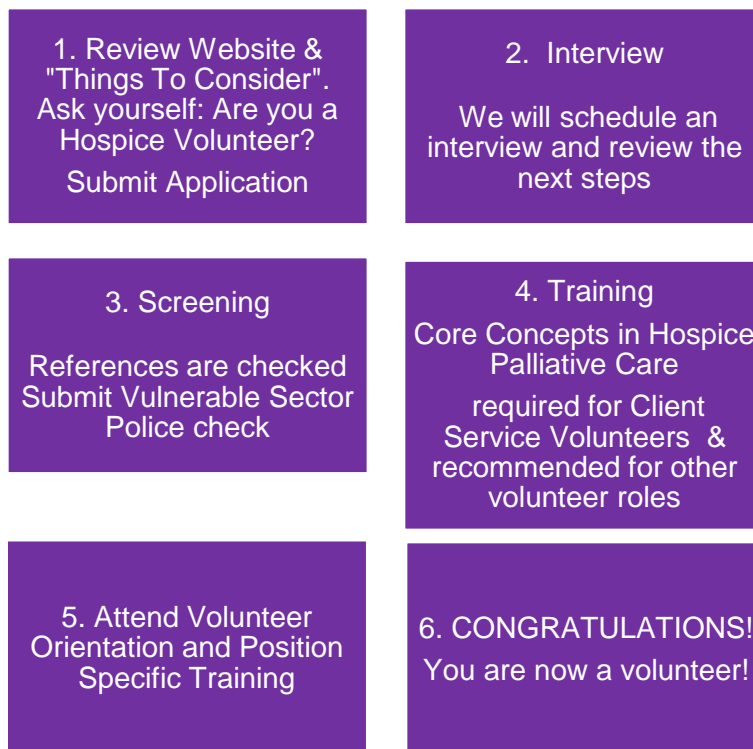 1. Review Website &
"Things To Consider".
Ask yourself: Are you a
Hospice Volunteer?
Submit Application
2. Interview
We will schedule an
interview and review the
next steps
3. Screening
References are checked
Submit Vulnerable Sector
Police check
4. Training
Core Concepts in Hospice
Palliative Care
required for Client
Service Volunteers &
recommended for other
volunteer roles
5. Attend Volunteer
Orientation and Position
Specific Training
6. CONGRATULATIONS!
You are now a volunteer!